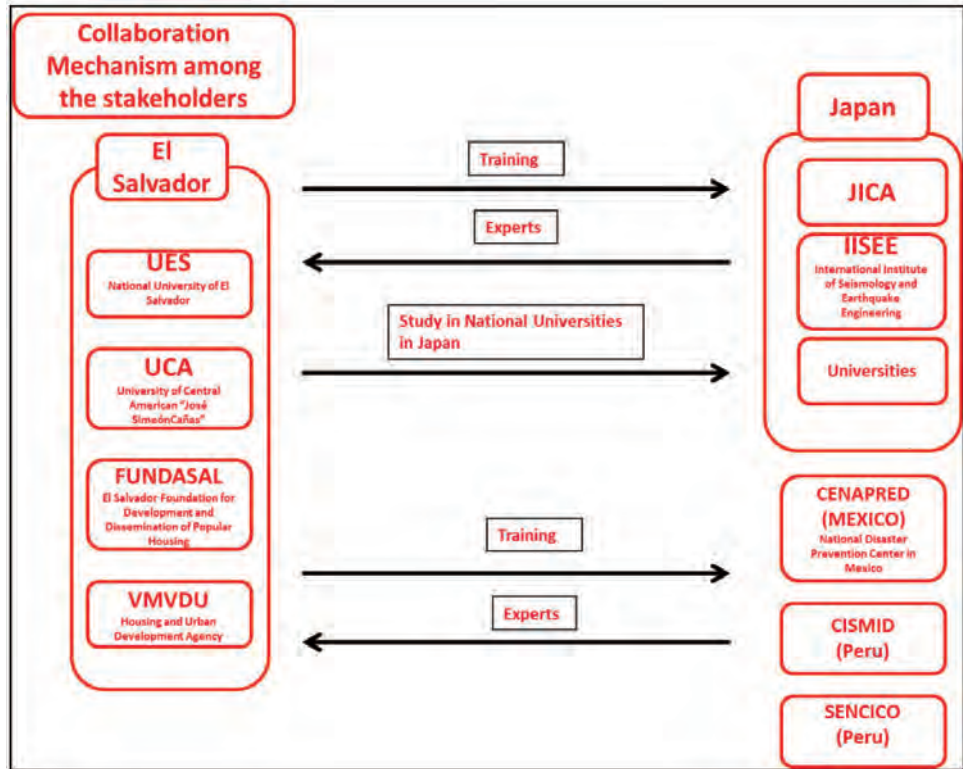 Collaboration
Mechanism among
the stakeholders
El
Salvador
UES
National University of El
Salvador
UCA
University of Central
American "José
SimeónCañas"
FUNDASAL
El Salvador Foundation for
Development and
Dissemination of Popular
Housing
VMVDU
Housing and Urban
Development Agency
Training
Experts
Study in National Universities
in Japan
Training
Experts
Japan
JICA
IISEE
International Institute
of Seismology and
Earthquake
Engineering
Universities
CENAPRED
(MEXICO)
National Disaster
Prevention Center in
Mexico
CISMID
(Peru)
SENCICO
(Peru)